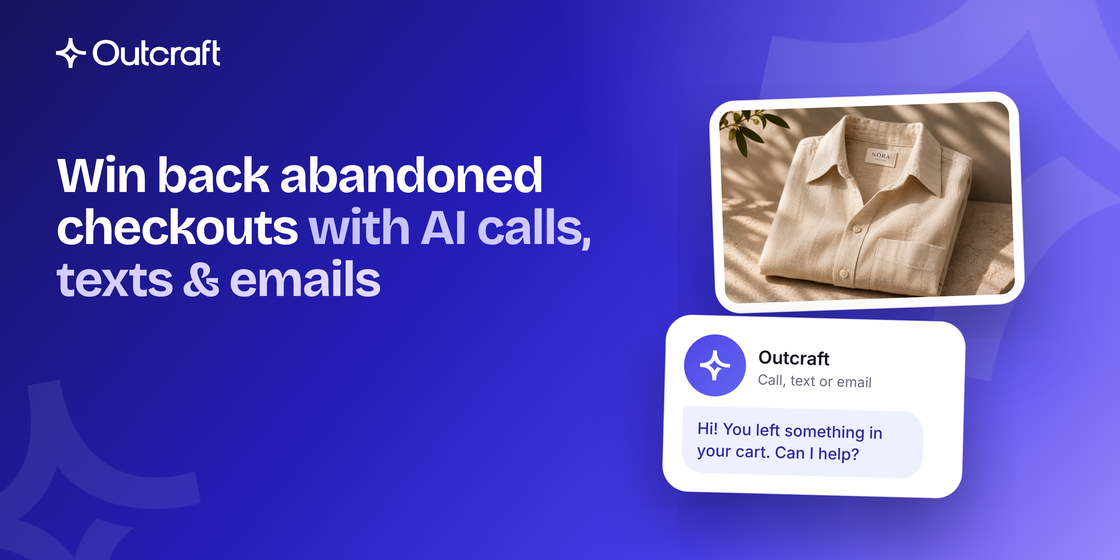 Outcraft
Win back abandoned
checkouts with AI calls,
texts & emails
NÓRA
Outcraft
Call, text or email
Hi! You left something in
your cart. Can I help?